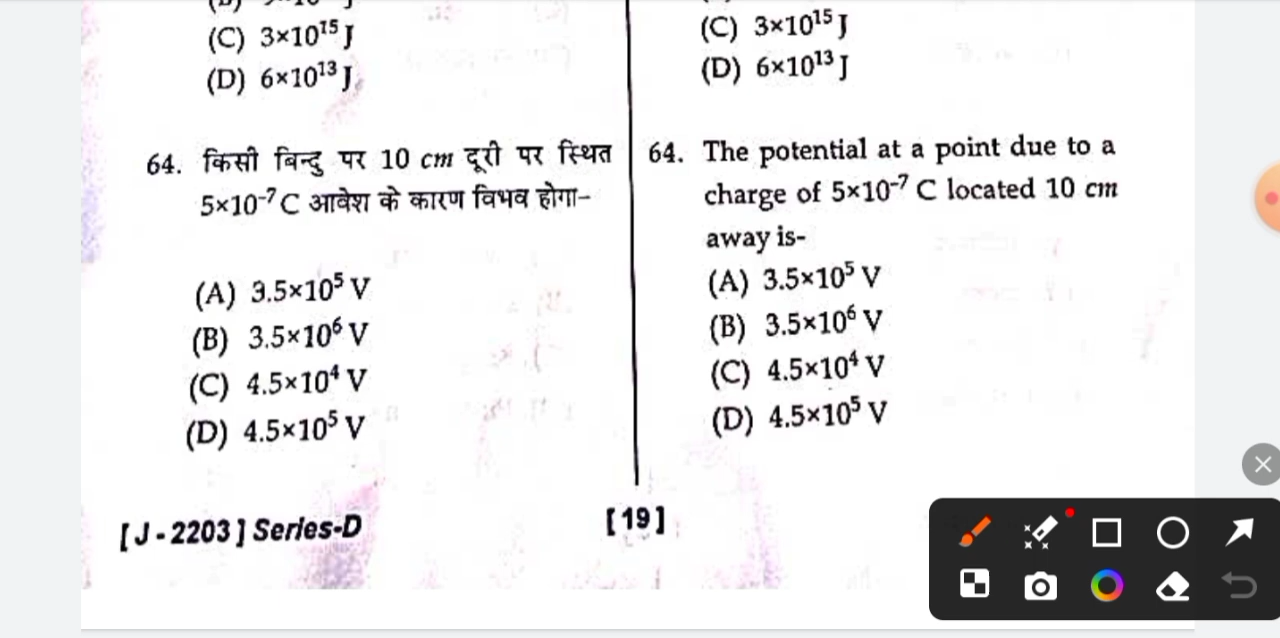 (C) 3×10¹⁵ J
(D) 6×10¹³ J
64. किसी बिन्दु पर 10 cm दूरी पर स्थित
5×10⁻⁷ C आवेश के कारण विभव होगा-
(A) 3.5×10⁵ V
(B) 3.5×10⁶ V
(C) 4.5×10⁴ V
(D) 4.5×10⁵ V
(C) 3×10¹⁵ J
(D) 6×10¹³ J
64. The potential at a point due to a
charge of 5×10⁻⁷ C located 10 cm
away is-
(A) 3.5×10⁵ V
(B) 3.5×10⁶ V
(C) 4.5×10⁴ V
(D) 4.5×10⁵ V
[ J - 2203 ] Series-D
[ 19 ]